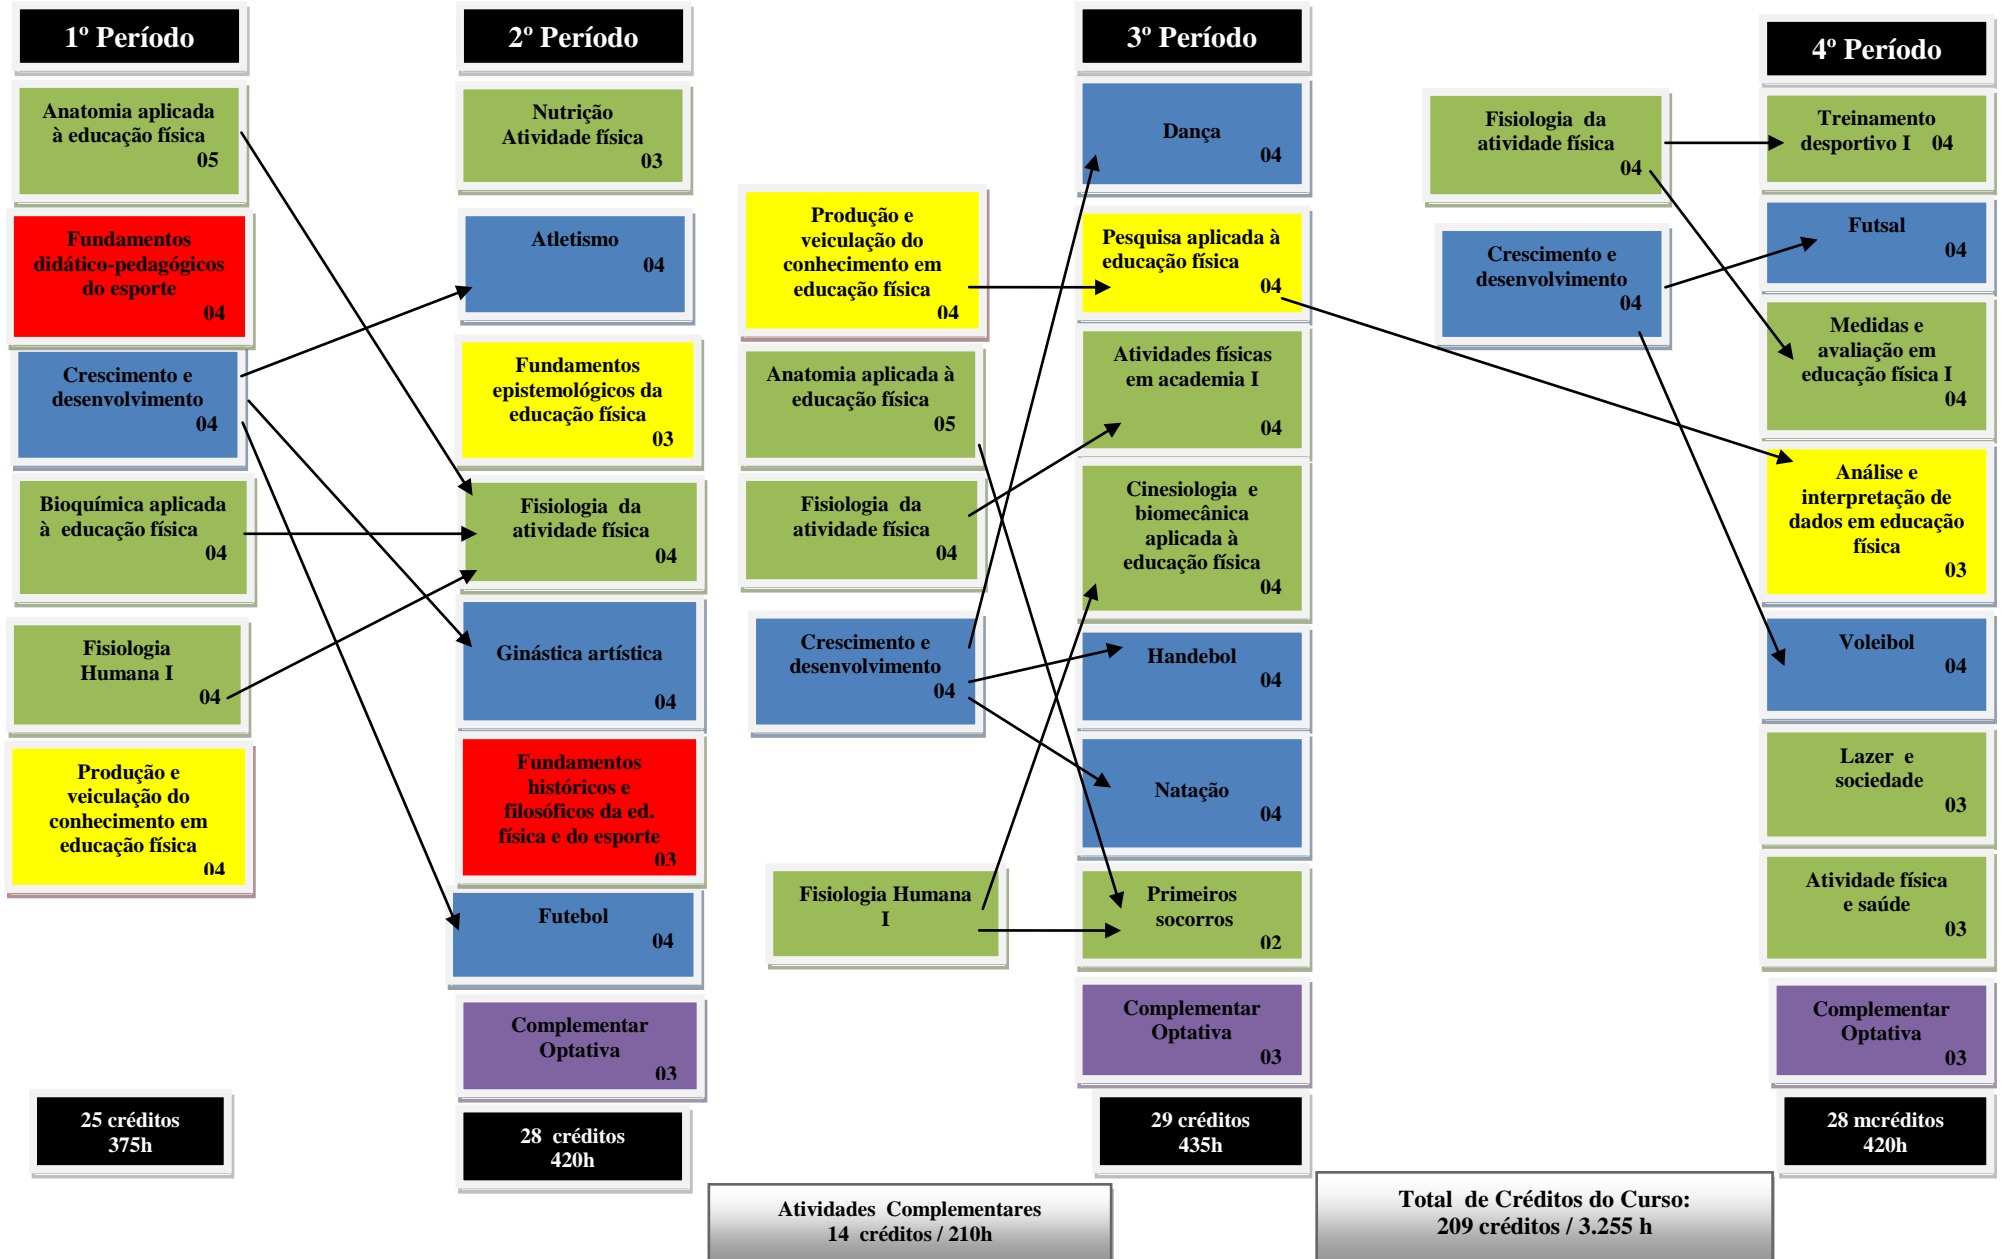 1º Período
Anatomia aplicada
à educação física
05
Fundamentos
didático-pedagógicos
do esporte
04
Crescimento e
desenvolvimento
04
Bioquímica aplicada
à educação física
04
Fisiologia
Humana I
04
Produção e
veiculação do
conhecimento em
educação física
04
25 créditos
375h
2º Período
Nutrição
Atividade física
03
Atletismo
04
Fundamentos
epistemológicos da
educação física
03
Fisiologia da
atividade física
04
Ginástica artística
04
Fundamentos
históricos e
filosóficos da ed.
física e do esporte
03
Futebol
04
Complementar
Optativa
03
28 créditos
420h
Produção e
veiculação do
conhecimento em
educação física
04
Anatomia aplicada à
educação física
05
Fisiologia da
atividade física
04
Crescimento e
desenvolvimento
04
Fisiologia Humana
I
3º Período
Dança
04
Pesquisa aplicada à
educação física
04
Atividades físicas
em academia I
04
Cinesiologia e
biomecânica
aplicada à
educação física
04
Handebol
04
Natação
04
Primeiros
socorros
02
Complementar
Optativa
03
29 créditos
435h
Fisiologia da
atividade física
04
Crescimento e
desenvolvimento
04
4º Período
Treinamento
desportivo I 04
Futsal
04
Medidas e
avaliação em
educação física I
04
Análise e
interpretação de
dados em educação
física
03
Voleibol
04
Lazer e
sociedade
03
Atividade física
e saúde
03
Complementar
Optativa
03
28 mcréditos
420h
Atividades Complementares
14 créditos / 210h
Total de Créditos do Curso:
209 créditos / 3.255 h